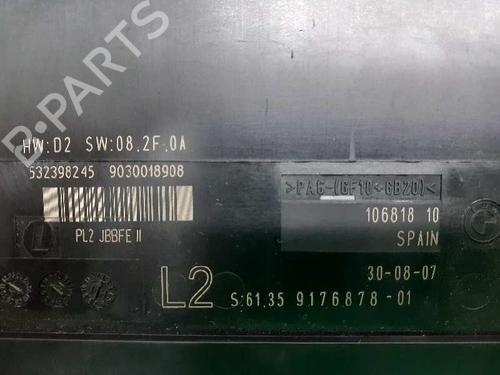 HW:D2 SW:08.2F.0A
532398245 9030018908
>PA6-(GF10+GB20)<
106818 10
PL2 JBBFE II
SPAIN
30-08-07
L2 S:61.35 9176878-01
B-PARTS